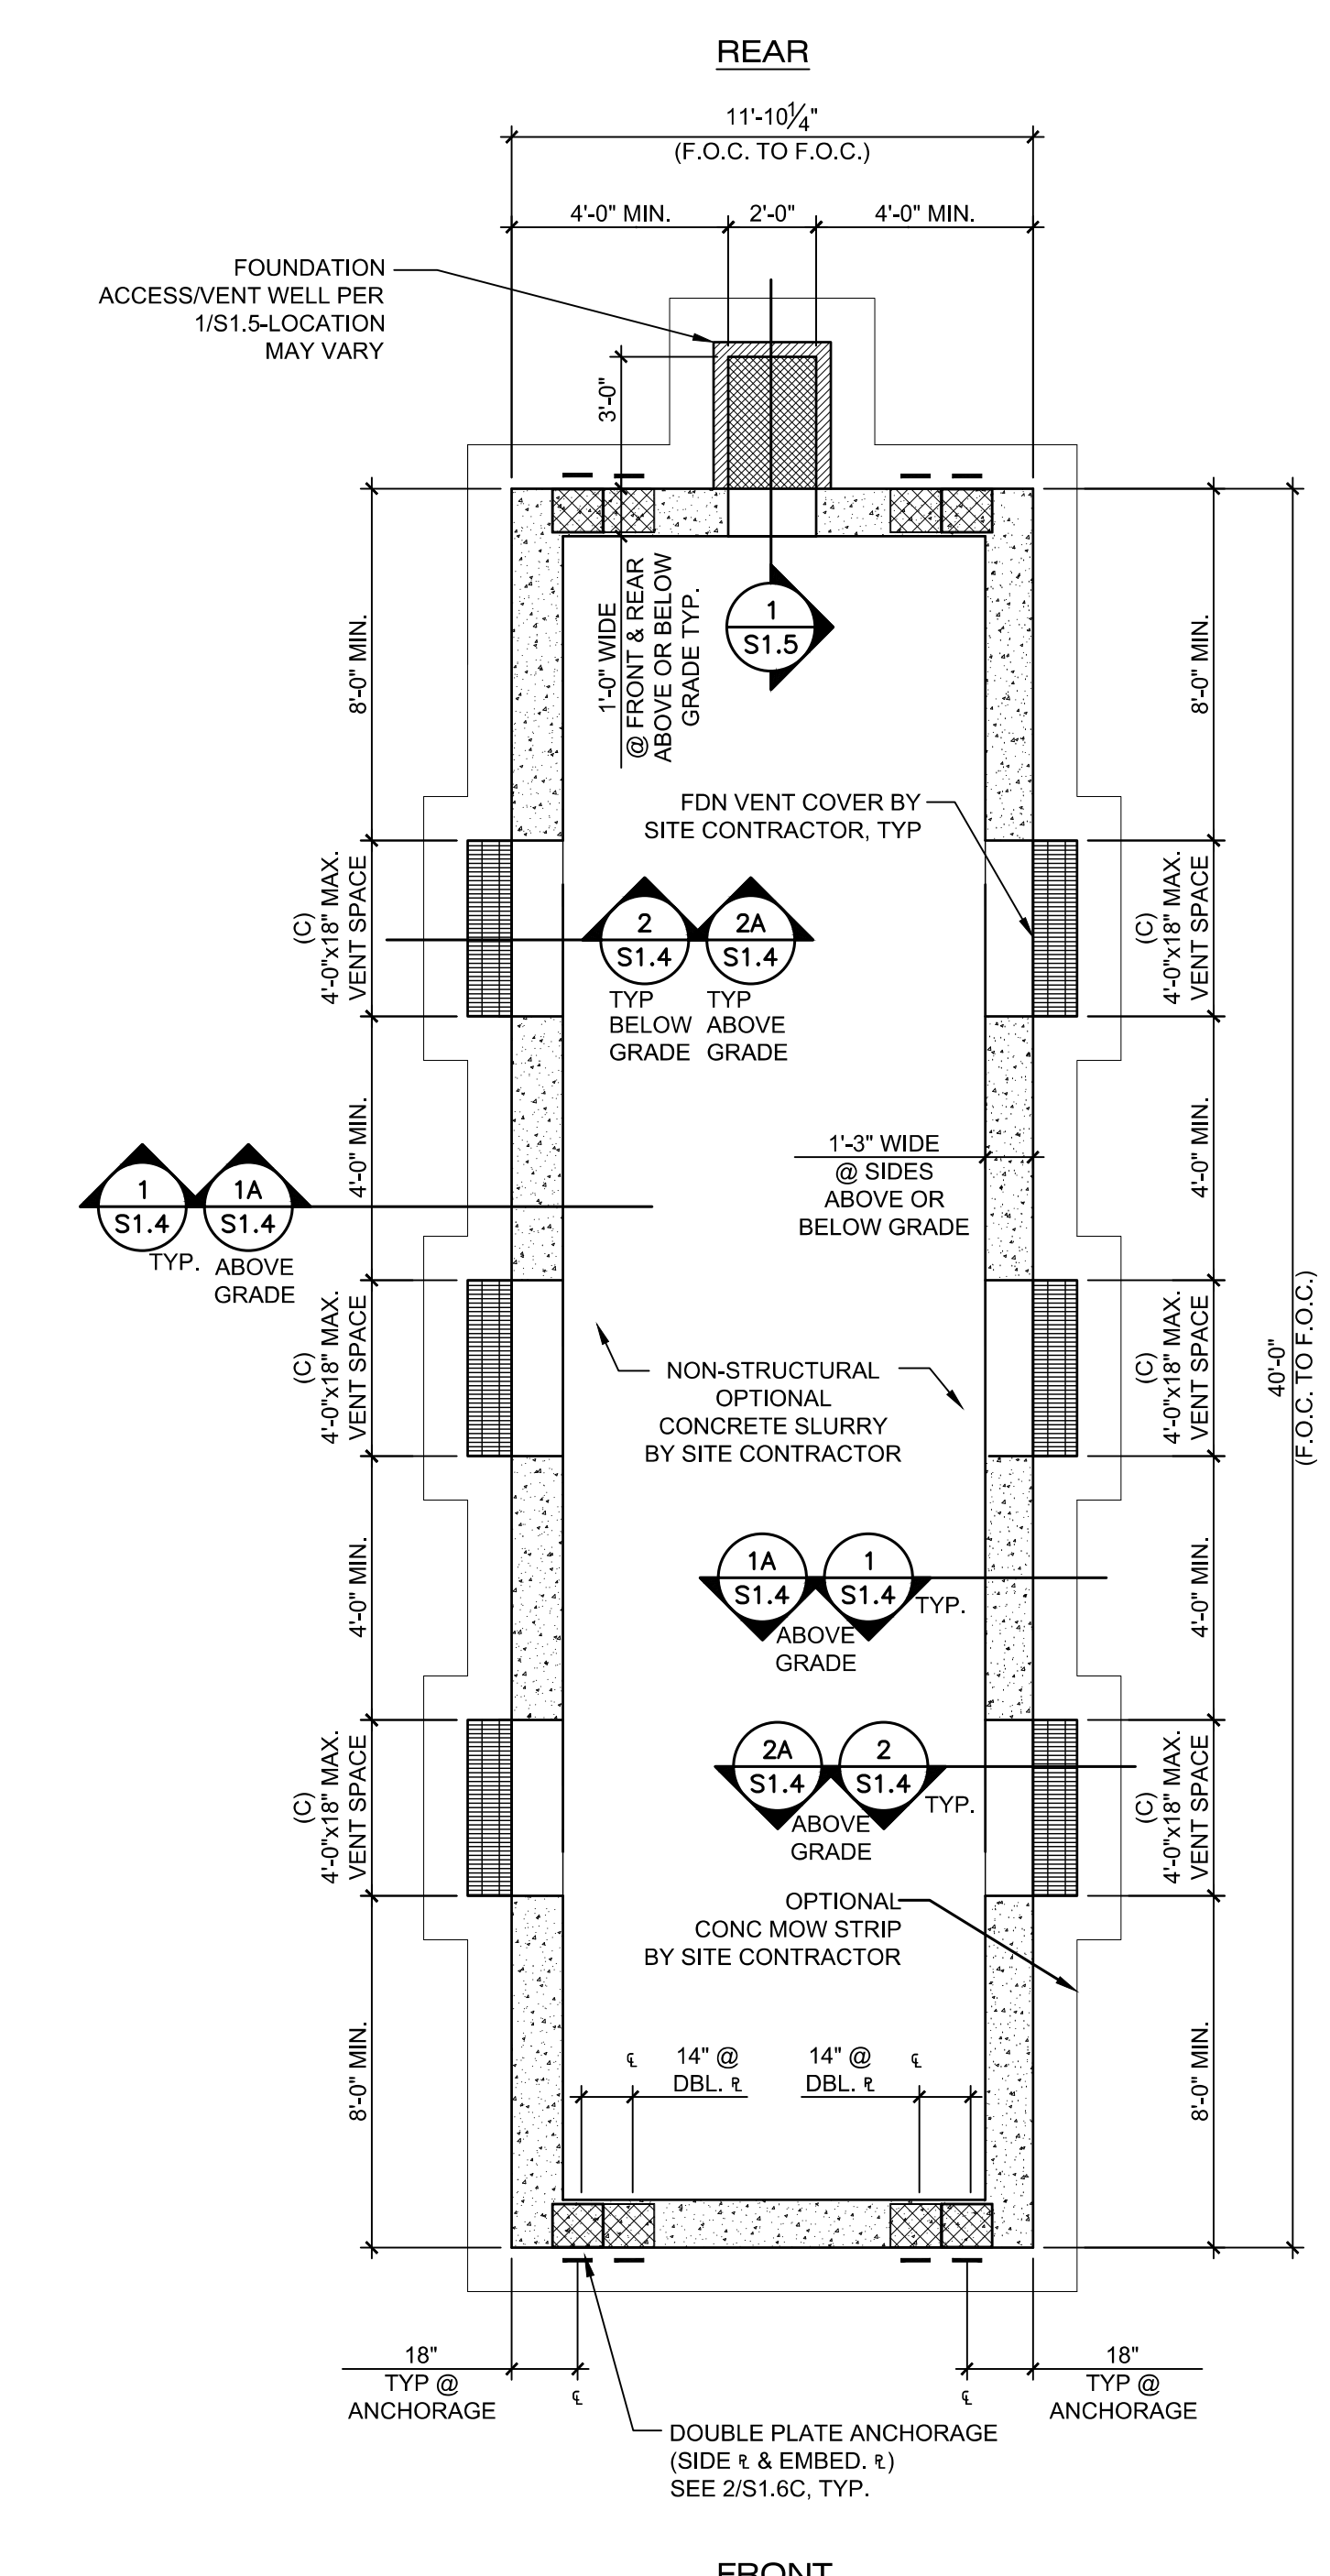 REAR
11'-10¼"
(F.O.C. TO F.O.C.)
4'-0" MIN.
2'-0"
4'-0" MIN.
FOUNDATION
ACCESS/VENT WELL PER
1/S1.5-LOCATION
MAY VARY
3'-0"
1'-0" WIDE
@ FRONT & REAR
ABOVE OR BELOW
GRADE TYP.
1
S1.5
8'-0" MIN.
8'-0" MIN.
FDN VENT COVER BY
SITE CONTRACTOR, TYP
(C)
4'-0"x18" MAX.
VENT SPACE
2
S1.4
TYP
BELOW
GRADE
2A
S1.4
TYP
ABOVE
GRADE
(C)
4'-0"x18" MAX.
VENT SPACE
4'-0" MIN.
1'-3" WIDE
@ SIDES
ABOVE OR
BELOW GRADE
4'-0" MIN.
1
S1.4
TYP.
1A
S1.4
ABOVE
GRADE
(C)
4'-0"x18" MAX.
VENT SPACE
NON-STRUCTURAL
OPTIONAL
CONCRETE SLURRY
BY SITE CONTRACTOR
(C)
4'-0"x18" MAX.
VENT SPACE
40'-0"
(F.O.C. TO F.O.C.)
4'-0" MIN.
1A
S1.4
ABOVE
GRADE
1
S1.4
TYP.
4'-0" MIN.
(C)
4'-0"x18" MAX.
VENT SPACE
2A
S1.4
ABOVE
GRADE
2
S1.4
TYP.
(C)
4'-0"x18" MAX.
VENT SPACE
OPTIONAL
CONC MOW STRIP
BY SITE CONTRACTOR
8'-0" MIN.
℄
14" @
DBL. ⅊
14" @
DBL. ⅊
℄
8'-0" MIN.
18"
TYP @
ANCHORAGE
℄
℄
18"
TYP @
ANCHORAGE
DOUBLE PLATE ANCHORAGE
(SIDE ⅊ & EMBED. ⅊)
SEE 2/S1.6C, TYP.
FRONT